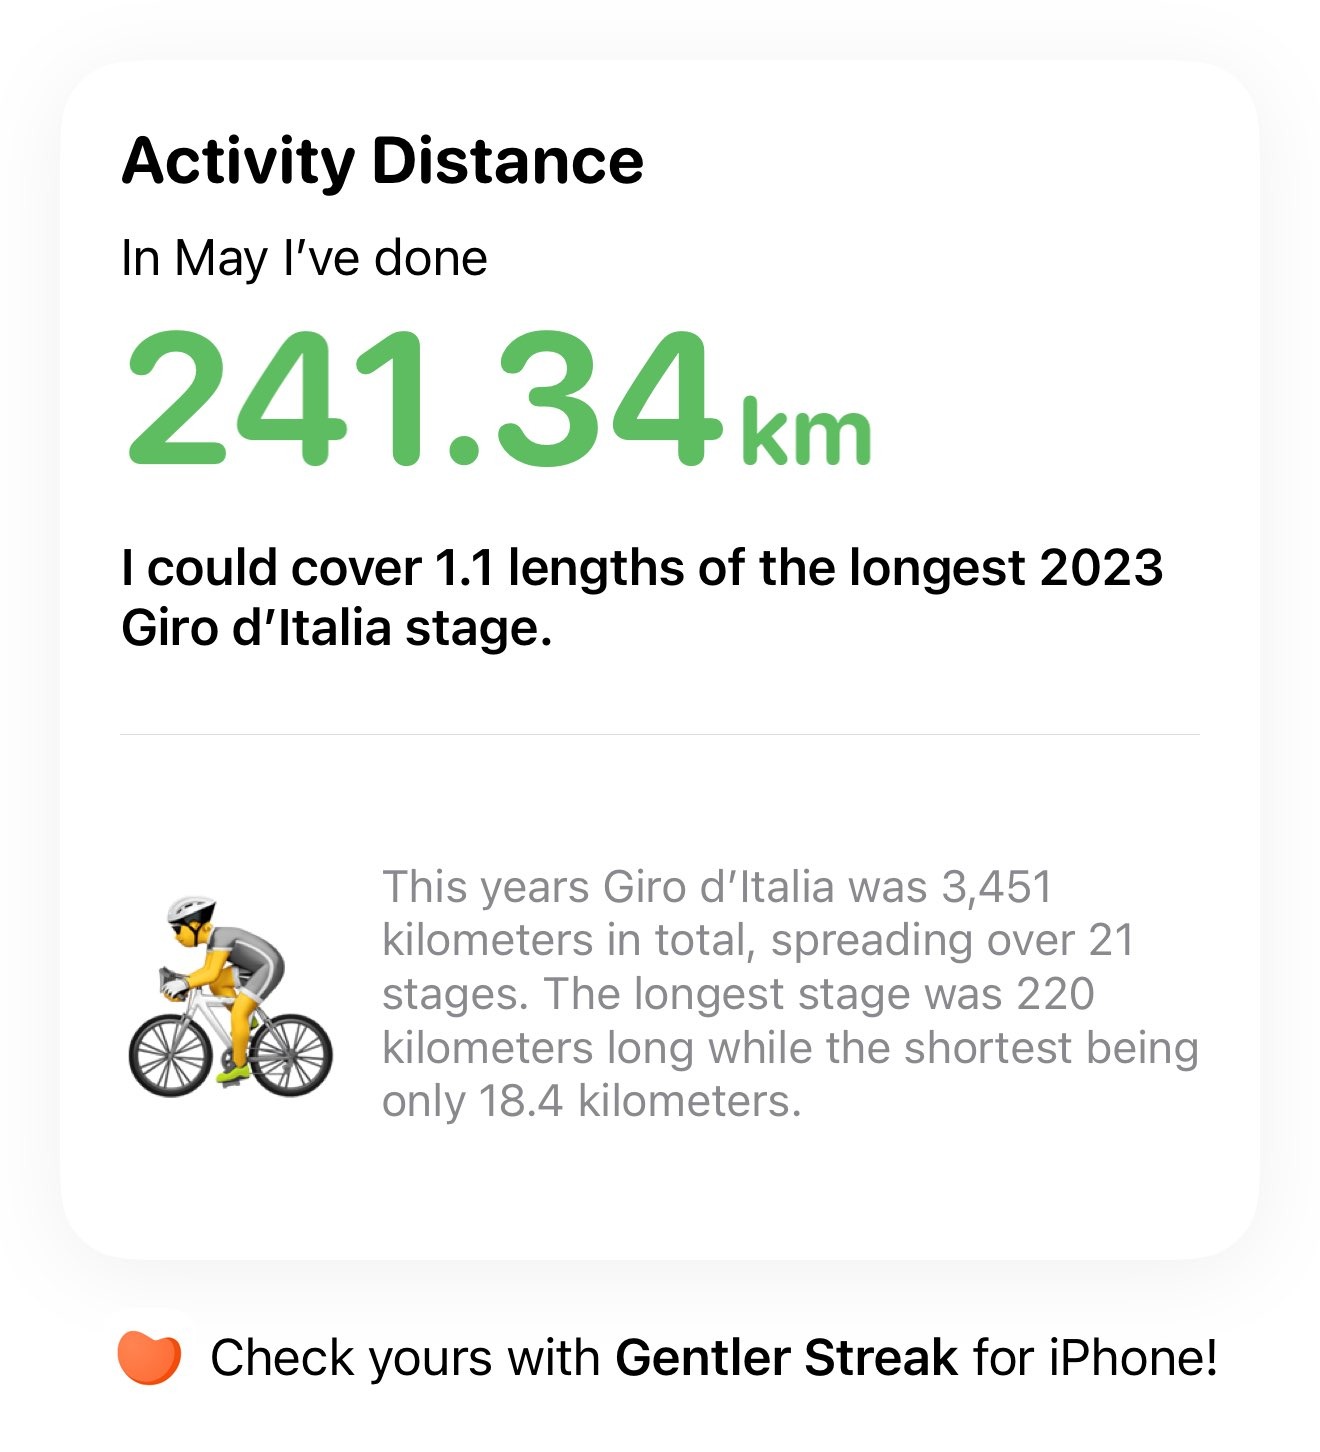 Activity Distance
In May I’ve done
241.34 km
I could cover 1.1 lengths of the longest 2023
Giro d’Italia stage.
This years Giro d’Italia was 3,451
kilometers in total, spreading over 21
stages. The longest stage was 220
kilometers long while the shortest being
only 18.4 kilometers.
Check yours with Gentler Streak for iPhone!